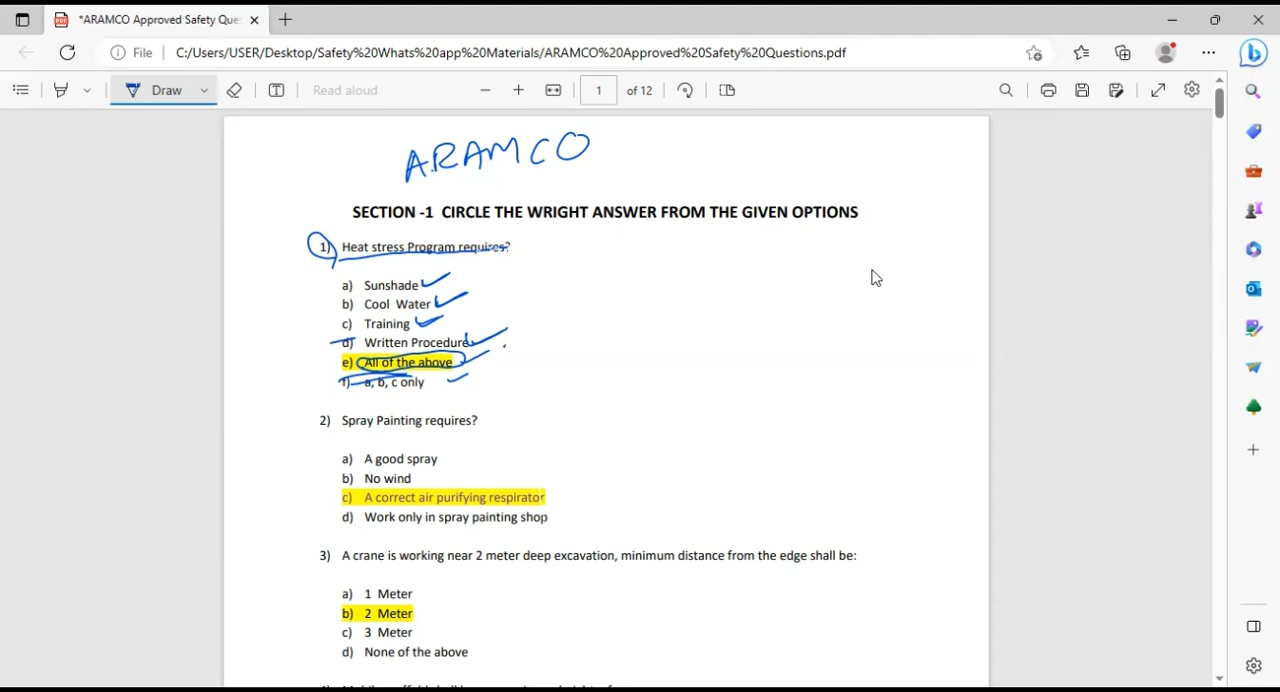 *ARAMCO Approved Safety Que
File C:/Users/USER/Desktop/Safety%20Whats%20app%20Materials/ARAMCO%20Approved%20Safety%20Questions.pdf
Draw Read aloud 1 of 12
ARAMCO
SECTION -1 CIRCLE THE WRIGHT ANSWER FROM THE GIVEN OPTIONS
1) Heat stress Program requires?
a) Sunshade
b) Cool Water
c) Training
d) Written Procedure
e) All of the above
f) a, b, c only
2) Spray Painting requires?
a) A good spray
b) No wind
c) A correct air purifying respirator
d) Work only in spray painting shop
3) A crane is working near 2 meter deep excavation, minimum distance from the edge shall be:
a) 1 Meter
b) 2 Meter
c) 3 Meter
d) None of the above